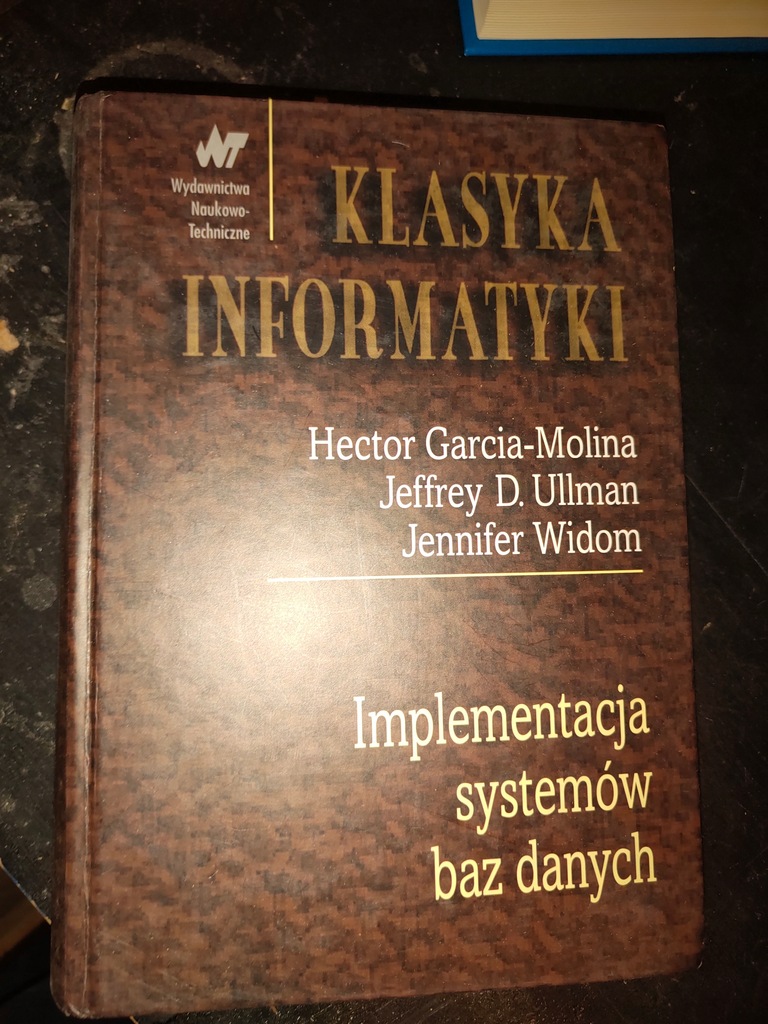 WNT
Wydawnictwa
Naukowo-
Techniczne
KLASYKA
INFORMATYKI
Hector Garcia-Molina
Jeffrey D. Ullman
Jennifer Widom
Implementacja
systemów
baz danych